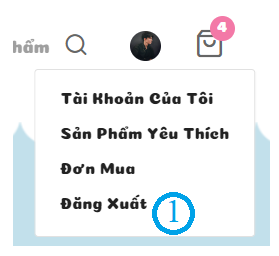 hẩm
4
Tài Khoản Của Tôi
Sản Phẩm Yêu Thích
Đơn Mua
Đăng Xuất 1